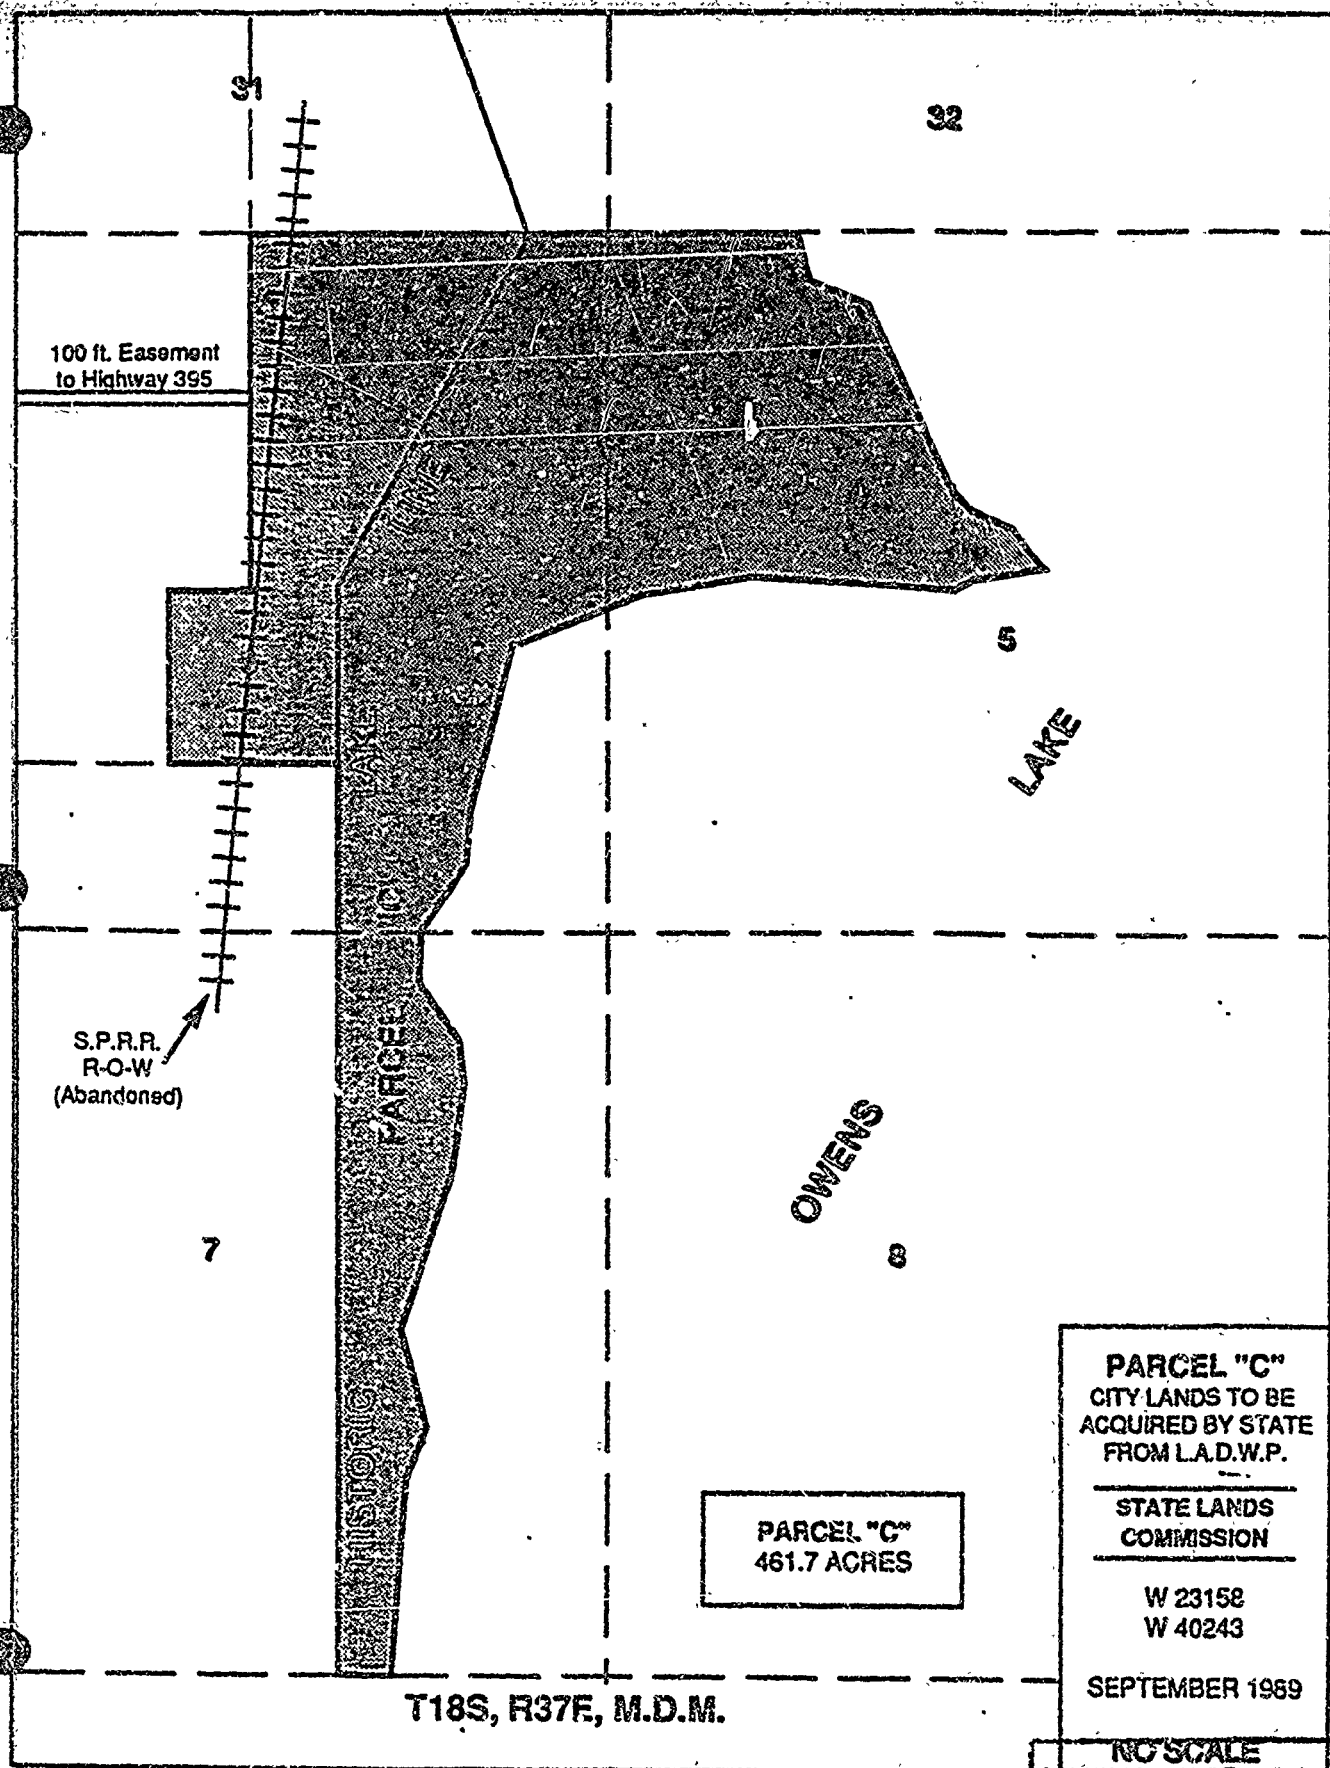 31
32
100 ft. Easement
to Highway 395
LINE
5
LAKE
PARCEL "C"
LAKE
HISTORIC
S.P.R.R.
R-O-W
(Abandoned)
OWENS
7
8
PARCEL "C"
461.7 ACRES
PARCEL "C"
CITY LANDS TO BE
ACQUIRED BY STATE
FROM L.A.D.W.P.
STATE LANDS
COMMISSION
W 23158
W 40243
SEPTEMBER 1989
NO SCALE
T18S, R37E, M.D.M.